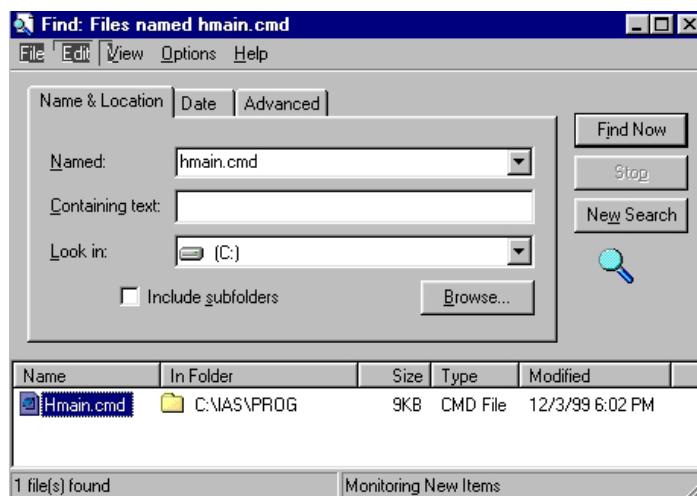 Find: Files named hmain.cmd
File Edit View Options Help
Name & Location Date Advanced
Named: hmain.cmd
Containing text:
Look in: (C:)
Include subfolders Browse...
Find Now
Stop
New Search
Name In Folder Size Type Modified
Hmain.cmd C:\IAS\PROG 9KB CMD File 12/3/99 6:02 PM
1 file(s) found Monitoring New Items